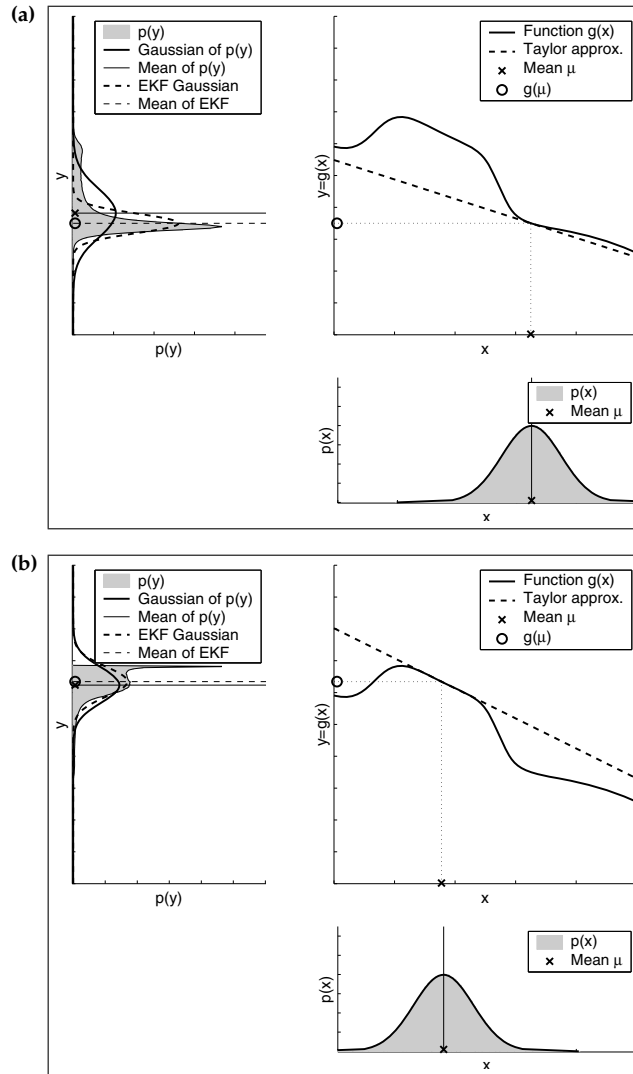 (a)
p(y)
Gaussian of p(y)
Mean of p(y)
EKF Gaussian
Mean of EKF
y
p(y)
Function g(x)
Taylor approx.
Mean μ
g(μ)
y=g(x)
x
p(x)
Mean μ
p(x)
x
(b)
p(y)
Gaussian of p(y)
Mean of p(y)
EKF Gaussian
Mean of EKF
y
p(y)
Function g(x)
Taylor approx.
Mean μ
g(μ)
y=g(x)
x
p(x)
Mean μ
p(x)
x